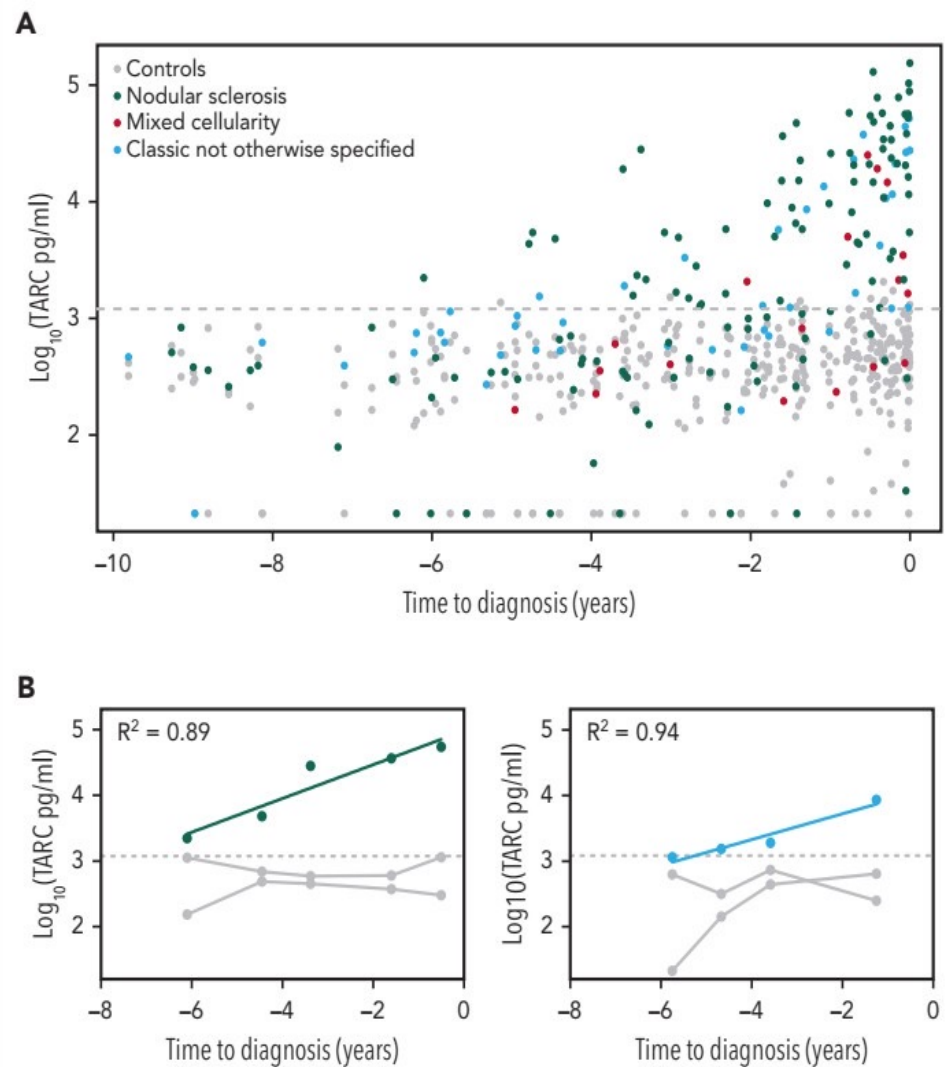 A
Controls
Nodular sclerosis
Mixed cellularity
Classic not otherwise specified
5
4
3
2
Log10(TARC pg/ml)
−10 −8 −6 −4 −2 0
Time to diagnosis (years)
B
R2 = 0.89
5
4
3
2
Log10(TARC pg/ml)
−8 −6 −4 −2 0
Time to diagnosis (years)
R2 = 0.94
5
4
3
2
Log10(TARC pg/ml)
−8 −6 −4 −2 0
Time to diagnosis (years)